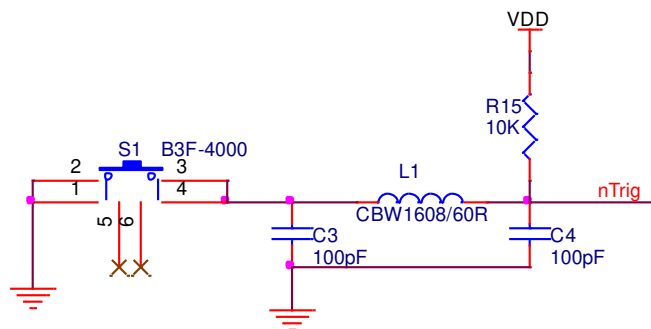 VDD
R15
10K
S1 B3F-4000
2
3
1
4
5
6
L1
CBW1608/60R
nTrig
C3
100pF
C4
100pF